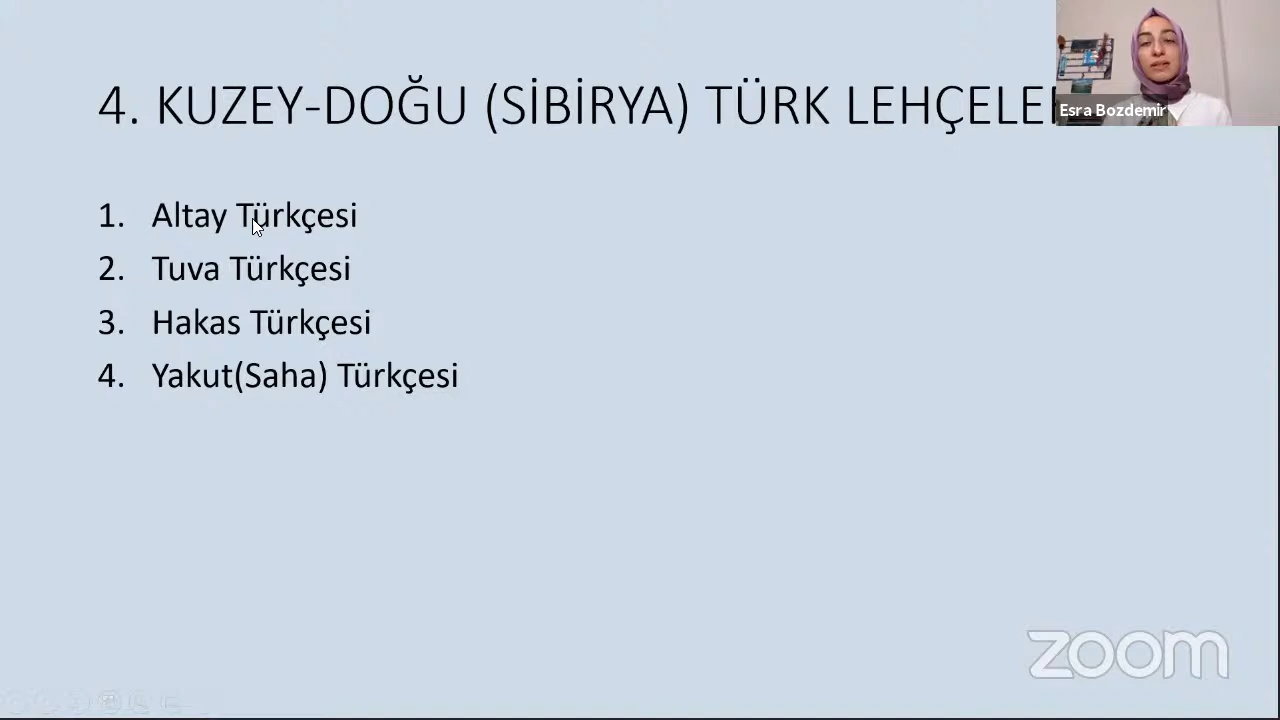 4. KUZEY-DOĞU (SİBİRYA) TÜRK
Esra Bozdemir
1. Altay Türkçesi
2. Tuva Türkçesi
3. Hakas Türkçesi
4. Yakut(Saha) Türkçesi
zoom